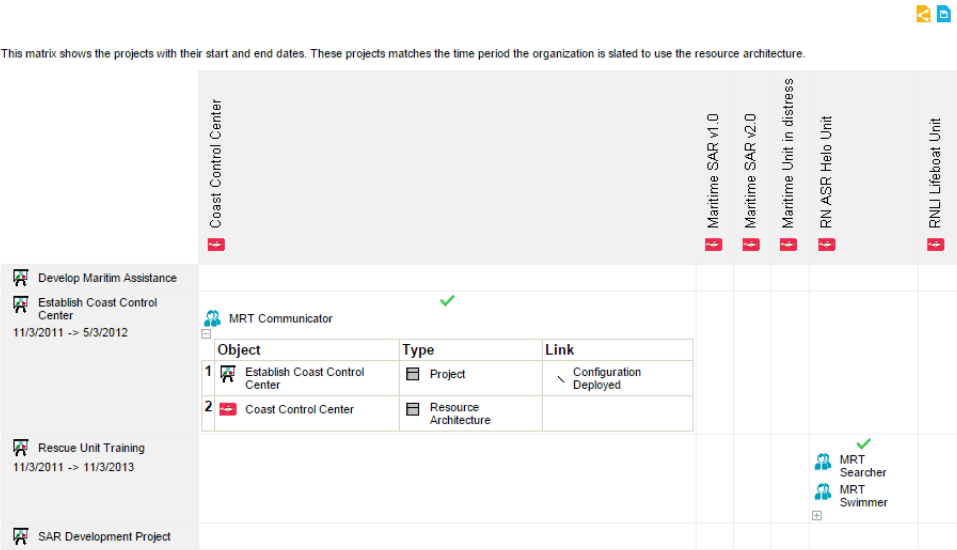 This matrix shows the projects with their start and end dates. These projects matches the time period the organization is slated to use the resource architecture.
Coast Control Center
Maritime SAR v1.0
Maritime SAR v2.0
Maritime Unit in distress
RN ASR Helo Unit
RNLI Lifeboat Unit
Develop Maritim Assistance
Establish Coast Control
Center
11/3/2011 -> 5/3/2012
MRT Communicator
Object Type Link
1 Establish Coast Control
Center
Project
Configuration
Deployed
2 Coast Control Center
Resource
Architecture
Rescue Unit Training
11/3/2011 -> 11/3/2013
MRT
Searcher
MRT
Swimmer
SAR Development Project